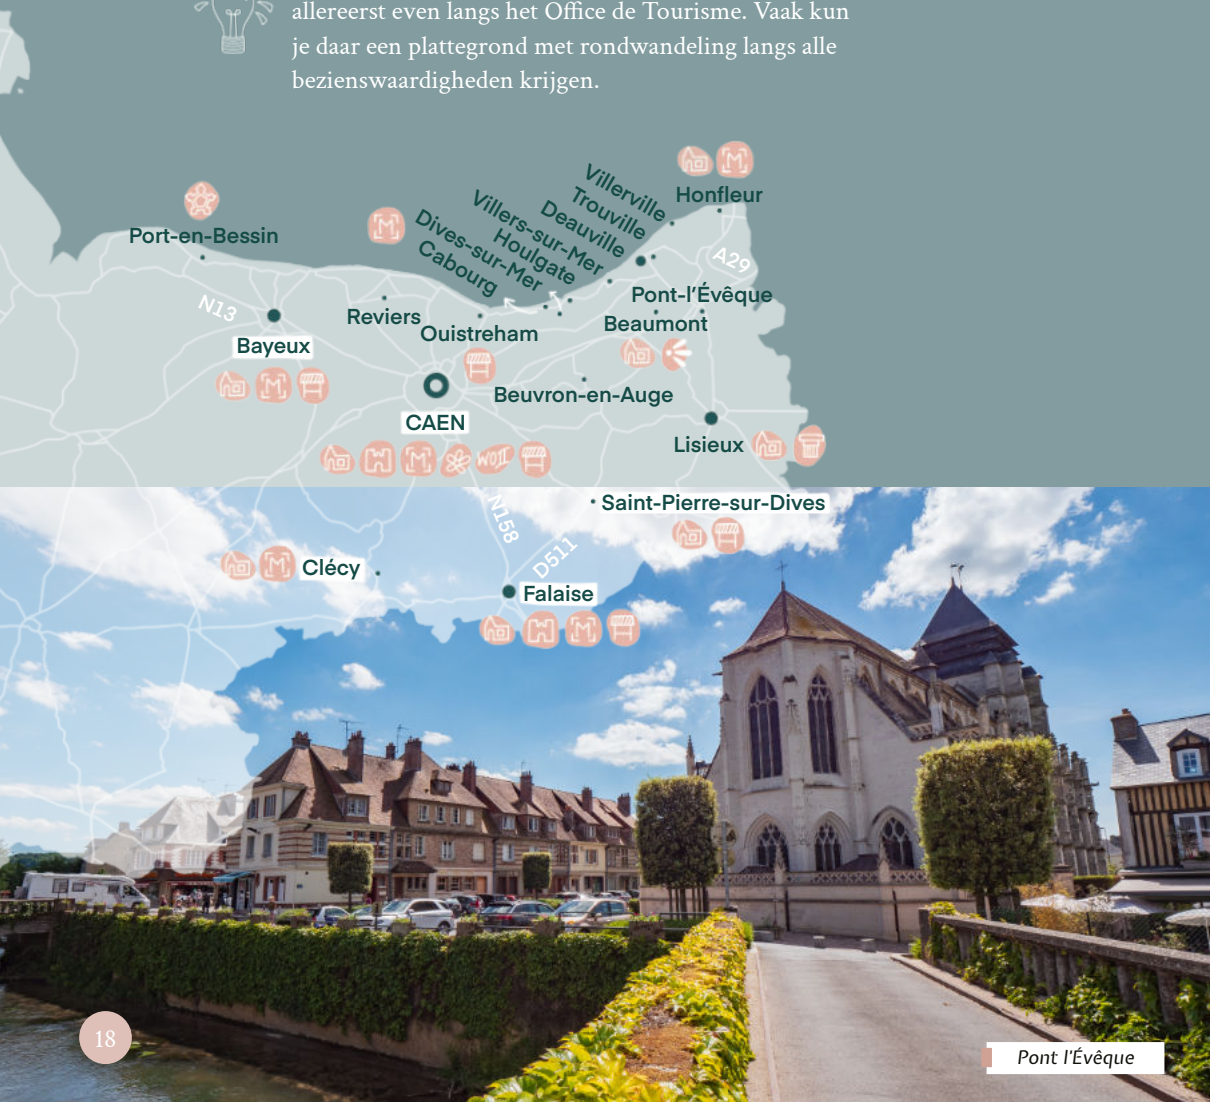 allereerst even langs het Office de Tourisme. Vaak kun
je daar een plattegrond met rondwandeling langs alle
bezienswaardigheden krijgen.
Villerville
Trouville
Deauville
Honfleur
Villers-sur-Mer
Houlgate
Dives-sur-Mer
Cabourg
Port-en-Bessin
A29
N13
Pont-l'Évêque
Reviers
Beaumont
Ouistreham
Bayeux
Beuvron-en-Auge
CAEN
Lisieux
WOII
Saint-Pierre-sur-Dives
N158
D511
Clécy
Falaise
18
Pont l'Évêque